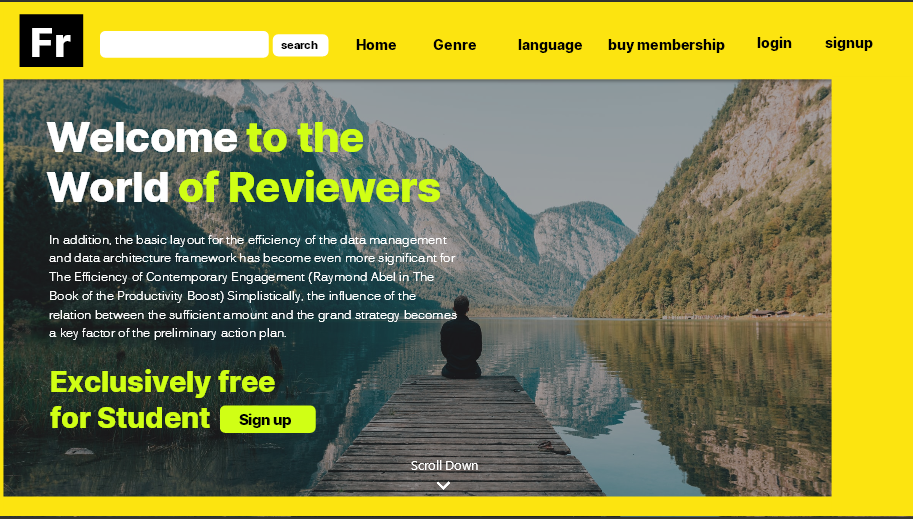 Fr
search
Home
Genre
language
buy membership
login
signup
Welcome to the
World of Reviewers
In addition, the basic layout for the efficiency of the data management
and data architecture framework has become even more significant for
The Efficiency of Contemporary Engagement (Raymond Abel in The
Book of the Productivity Boost) Simplistically, the influence of the
relation between the sufficient amount and the grand strategy becomes
a key factor of the preliminary action plan.
Exclusively free
for Student
Sign up
Scroll Down